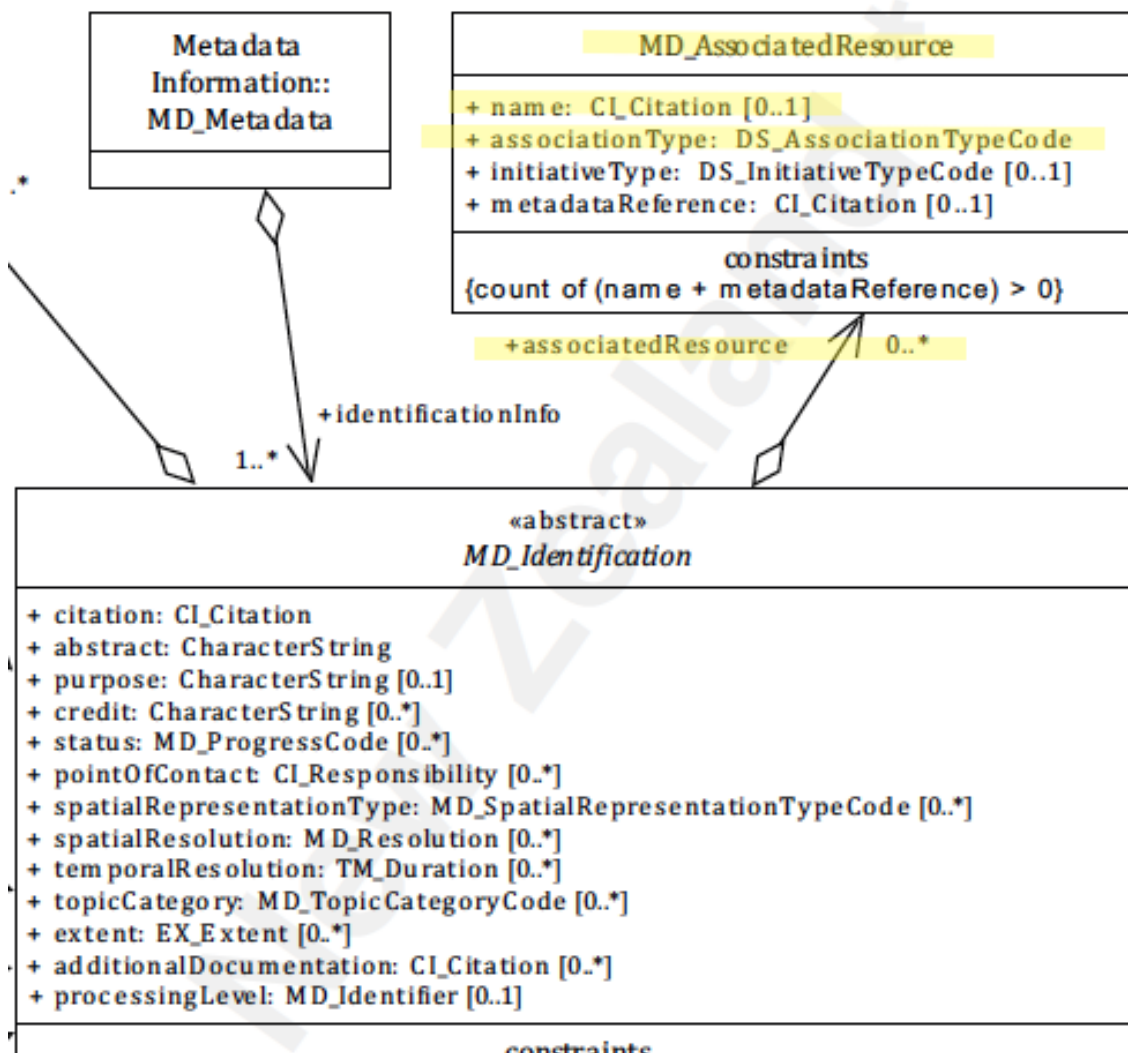 Metadata
Information::
MD_Metadata
MD_AssociatedResource
+ name: CI_Citation [0..1]
+ associationType: DS_AssociationTypeCode
+ initiativeType: DS_InitiativeTypeCode [0..1]
+ metadataReference: CI_Citation [0..1]
constraints
{count of (name + metadataReference) > 0}
.*
+associatedResource 0..*
+identificationInfo
1..*
«abstract»
MD_Identification
+ citation: CI_Citation
+ abstract: CharacterString
+ purpose: CharacterString [0..1]
+ credit: CharacterString [0..*]
+ status: MD_ProgressCode [0..*]
+ pointOfContact: CI_Responsibility [0..*]
+ spatialRepresentationType: MD_SpatialRepresentationTypeCode [0..*]
+ spatialResolution: MD_Resolution [0..*]
+ temporalResolution: TM_Duration [0..*]
+ topicCategory: MD_TopicCategoryCode [0..*]
+ extent: EX_Extent [0..*]
+ additionalDocumentation: CI_Citation [0..*]
+ processingLevel: MD_Identifier [0..1]
constraints
New Zealand